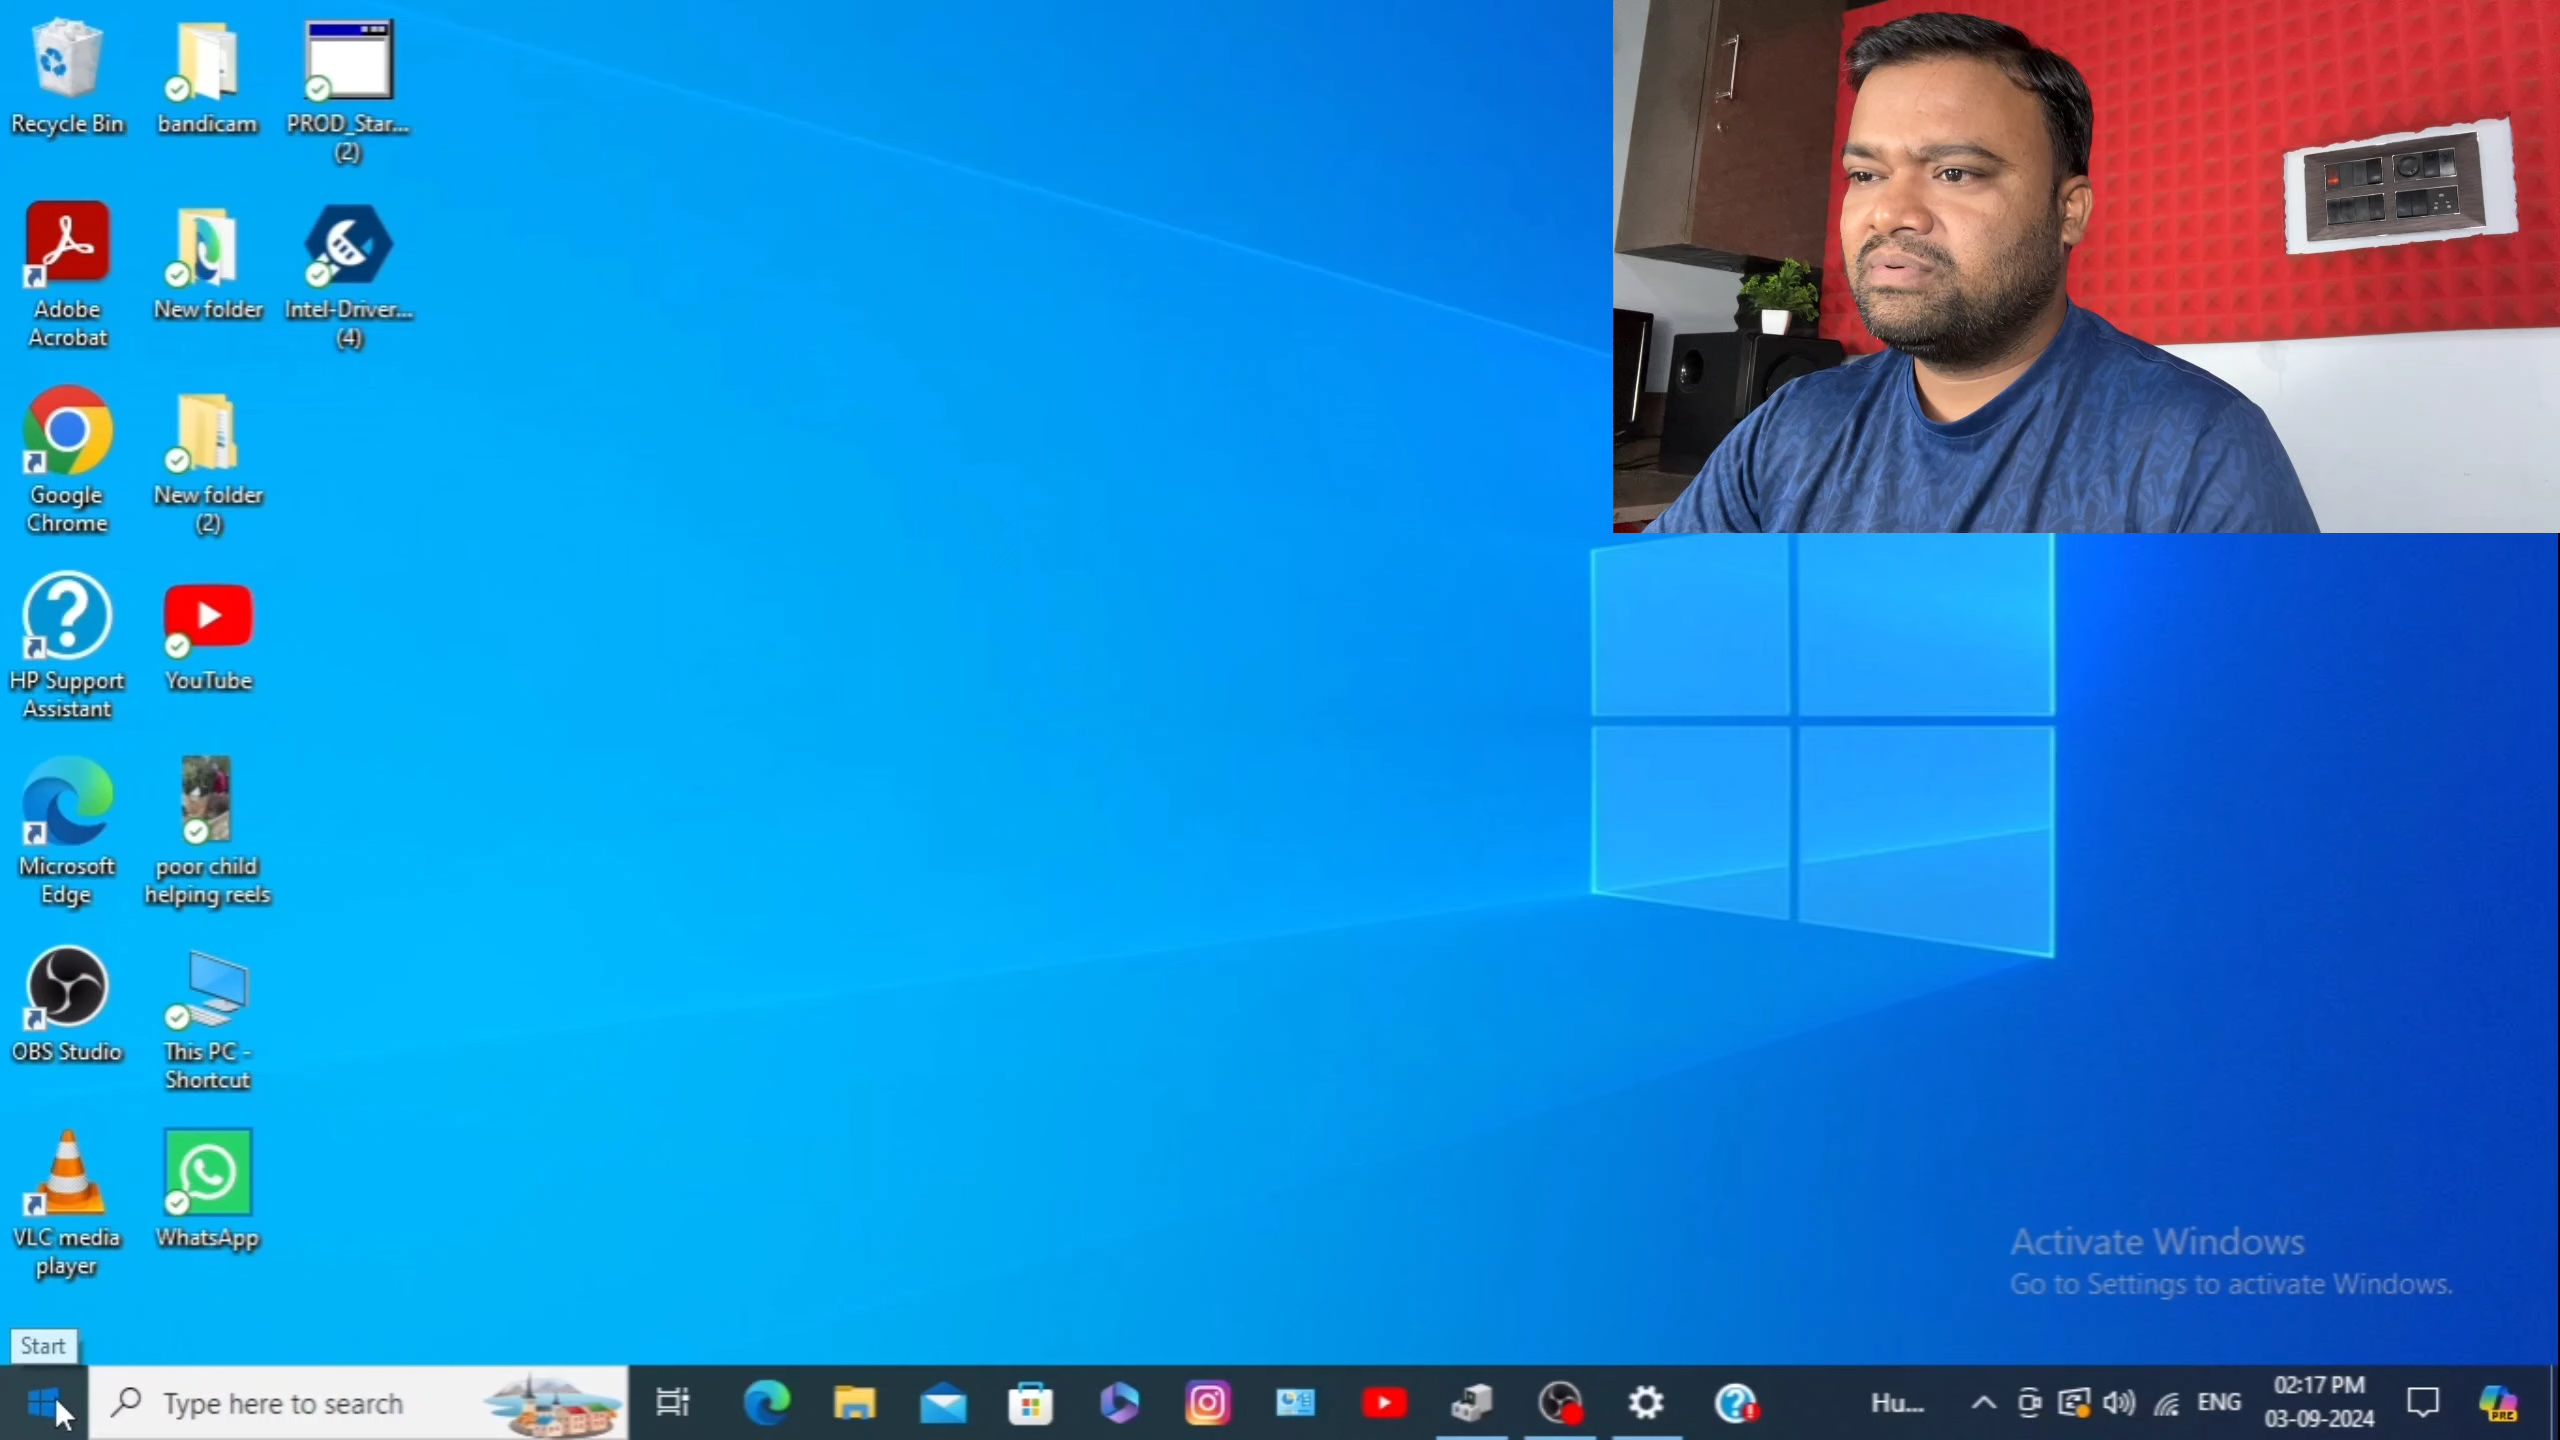 Recycle Bin
bandicam
PROD_Star...
(2)
Adobe
Acrobat
New folder
Intel-Driver...
(4)
Google
Chrome
New folder
(2)
HP Support
Assistant
YouTube
Microsoft
Edge
poor child
helping reels
OBS Studio
This PC -
Shortcut
VLC media
player
WhatsApp
Activate Windows
Go to Settings to activate Windows.
Start
Type here to search
Hu...
ENG
02:17 PM
03-09-2024
PRE